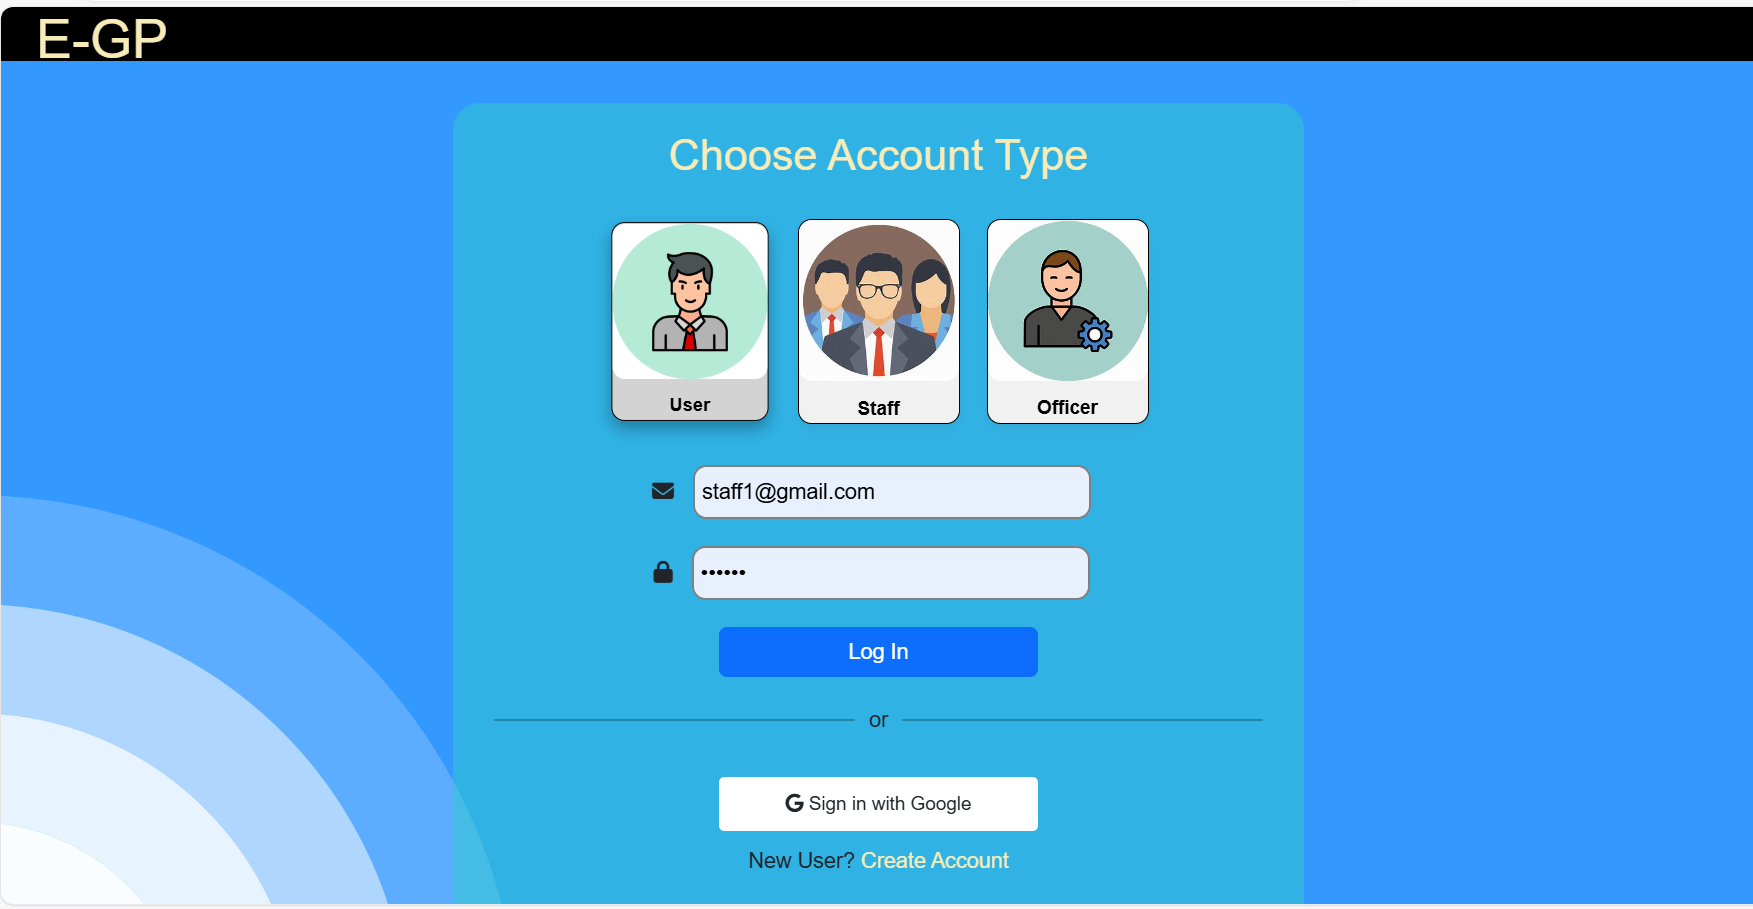 E-GP
Choose Account Type
User
Staff
Officer
staff1@gmail.com
••••••
Log In
or
Sign in with Google
New User? Create Account